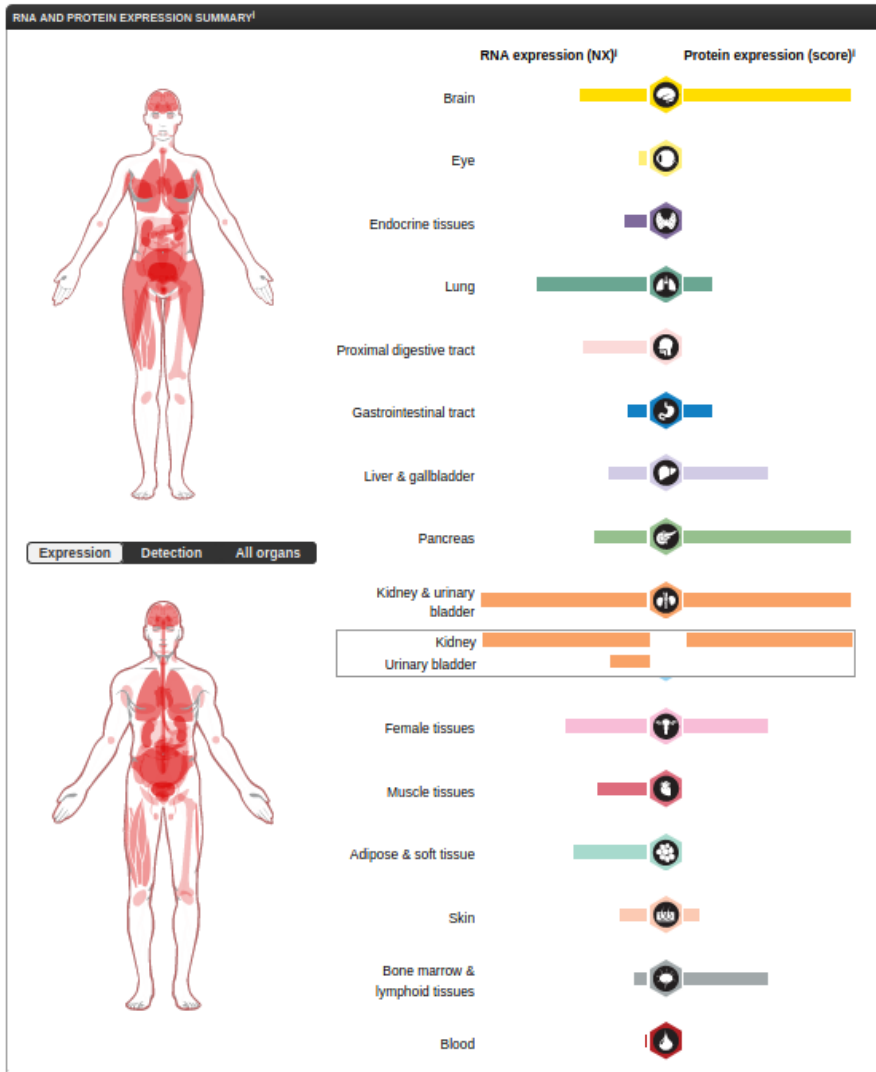 RNA AND PROTEIN EXPRESSION SUMMARYⁱ
RNA expression (NX)ⁱ
Protein expression (score)ⁱ
Brain
Eye
Endocrine tissues
Lung
Proximal digestive tract
Gastrointestinal tract
Liver & gallbladder
Pancreas
Expression
Detection
All organs
Kidney & urinary
bladder
Kidney
Urinary bladder
Female tissues
Muscle tissues
Adipose & soft tissue
Skin
Bone marrow &
lymphoid tissues
Blood